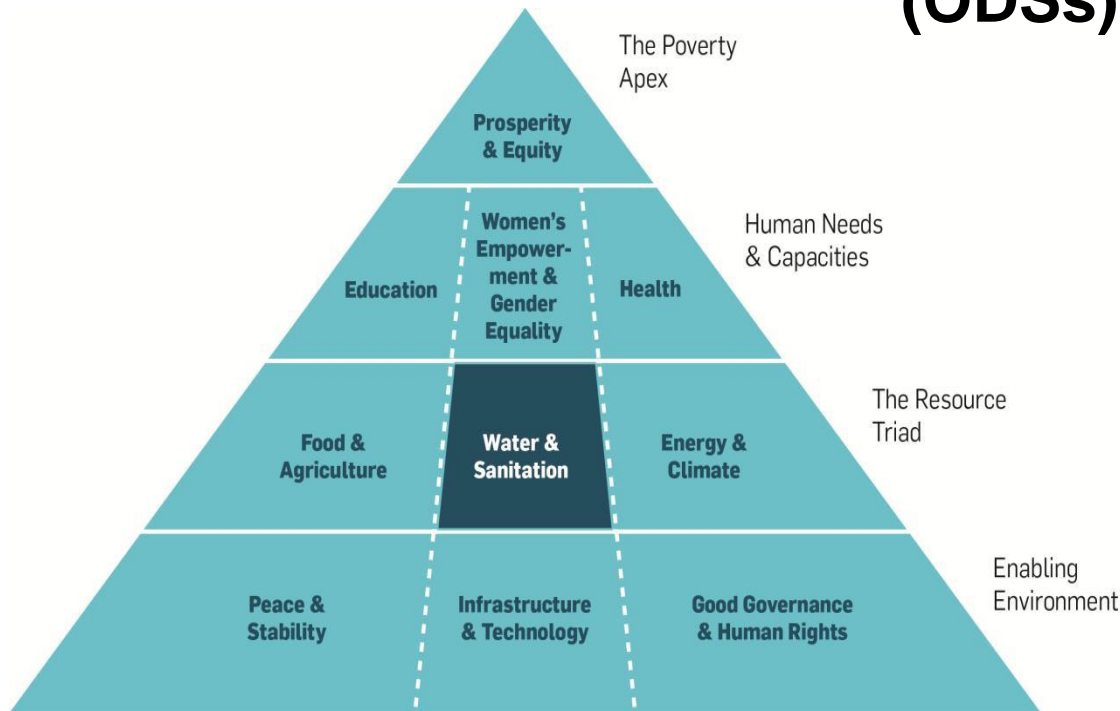 (ODSs)
The Poverty
Apex
Prosperity
& Equity
Human Needs
& Capacities
Women's
Empower-
ment &
Gender
Equality
Education
Health
The Resource
Triad
Food &
Agriculture
Water &
Sanitation
Energy &
Climate
Enabling
Environment
Peace &
Stability
Infrastructure
& Technology
Good Governance
& Human Rights